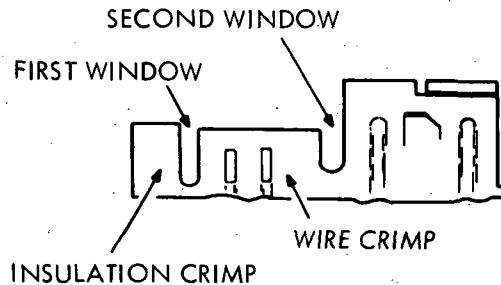 SECOND WINDOW
FIRST WINDOW
WIRE CRIMP
INSULATION CRIMP